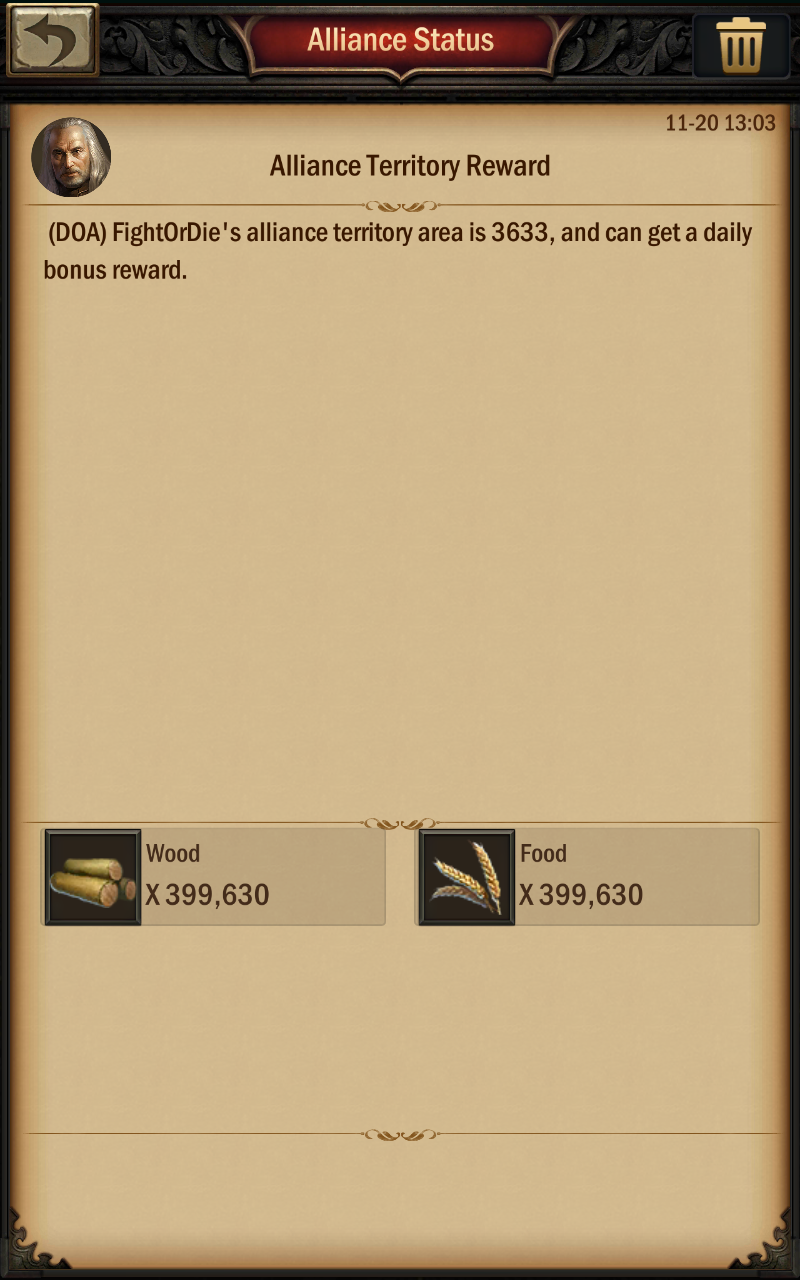 Alliance Status
11-20 13:03
Alliance Territory Reward
(DOA) FightOrDie's alliance territory area is 3633, and can get a daily
bonus reward.
Wood
X 399,630
Food
X 399,630